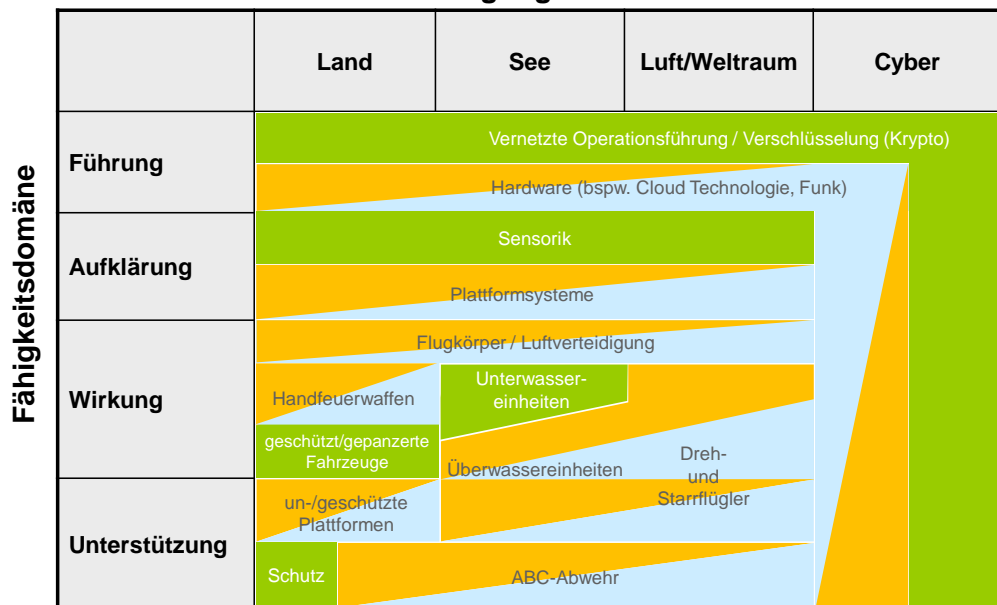 Land
See
Luft/Weltraum
Cyber
Fähigkeitsdomäne
Führung
Vernetzte Operationsführung / Verschlüsselung (Krypto)
Hardware (bspw. Cloud Technologie, Funk)
Aufklärung
Sensorik
Plattformsysteme
Wirkung
Flugkörper / Luftverteidigung
Handfeuerwaffen
Unterwasser-
einheiten
geschützt/gepanzerte
Fahrzeuge
Überwassereinheiten
Dreh-
und
Starrflügler
Unterstützung
un-/geschützte
Plattformen
Schutz
ABC-Abwehr